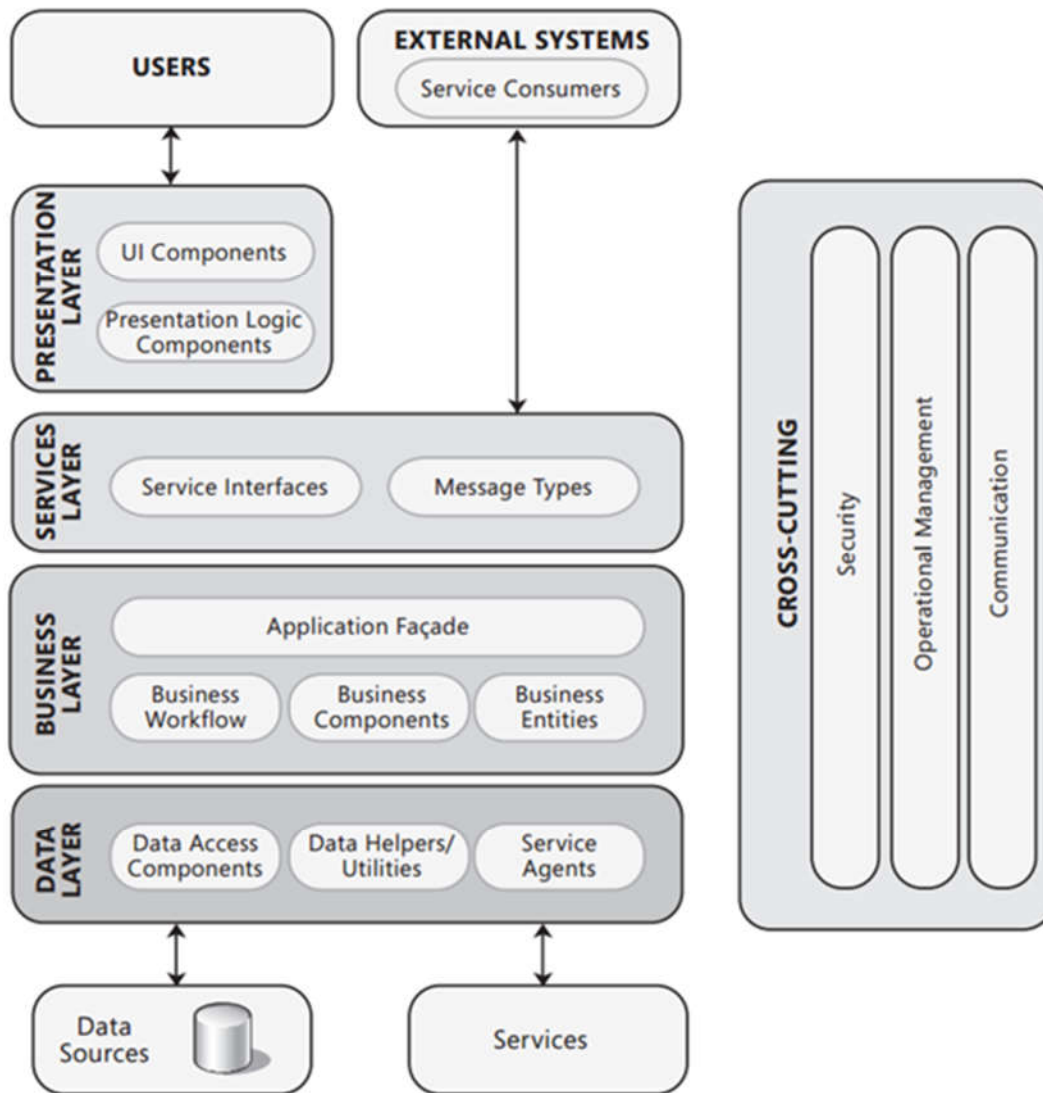 USERS
EXTERNAL SYSTEMS
Service Consumers
PRESENTATION
LAYER
UI Components
Presentation Logic
Components
SERVICES
LAYER
Service Interfaces
Message Types
BUSINESS
LAYER
Application Façade
Business
Workflow
Business
Components
Business
Entities
DATA
LAYER
Data Access
Components
Data Helpers/
Utilities
Service
Agents
Data
Sources
Services
CROSS-CUTTING
Security
Operational Management
Communication